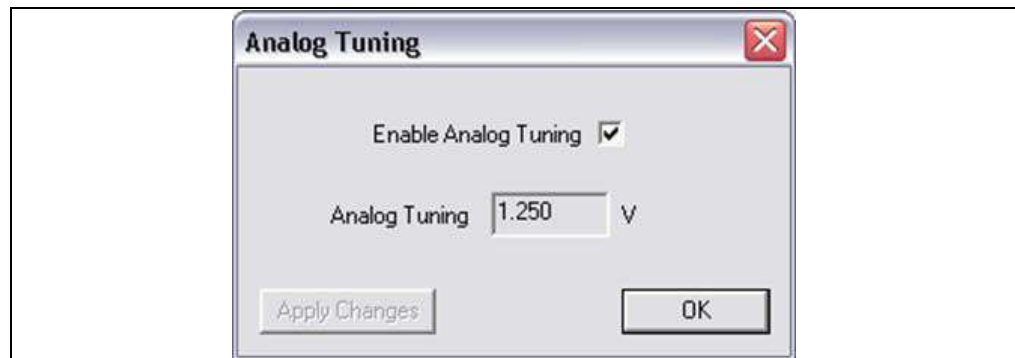 Analog Tuning
Enable Analog Tuning
Analog Tuning 1.250 V
Apply Changes OK